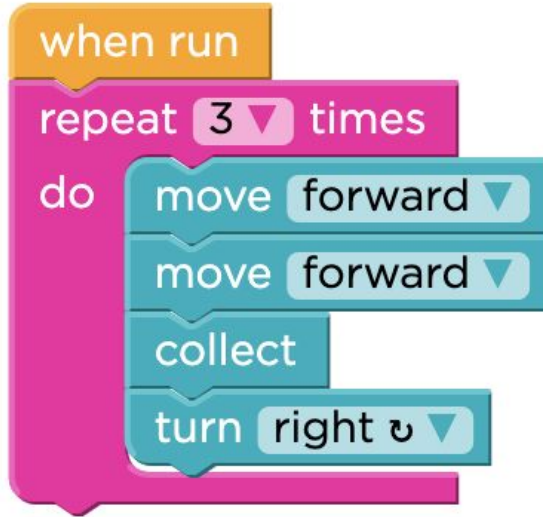 when run
repeat 3 times
do move forward
move forward
collect
turn right ↻